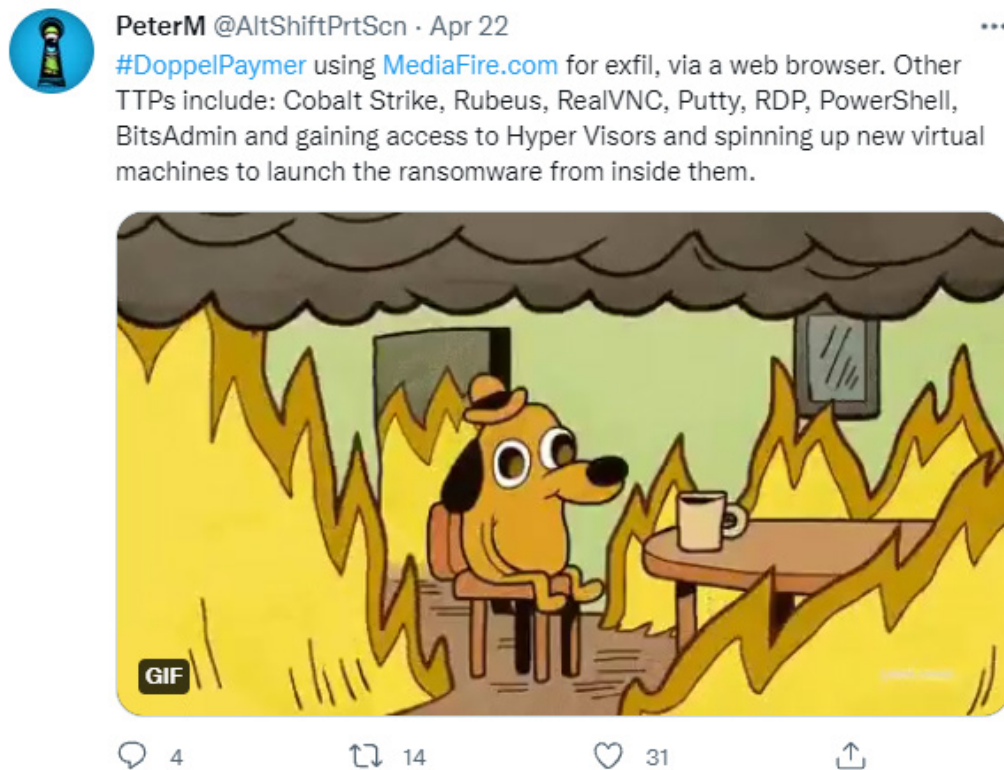 PeterM @AltShiftPrtScn · Apr 22
#DoppelPaymer using MediaFire.com for exfil, via a web browser. Other
TTPs include: Cobalt Strike, Rubeus, RealVNC, Putty, RDP, PowerShell,
BitsAdmin and gaining access to Hyper Visors and spinning up new virtual
machines to launch the ransomware from inside them.
GIF
4 14 31